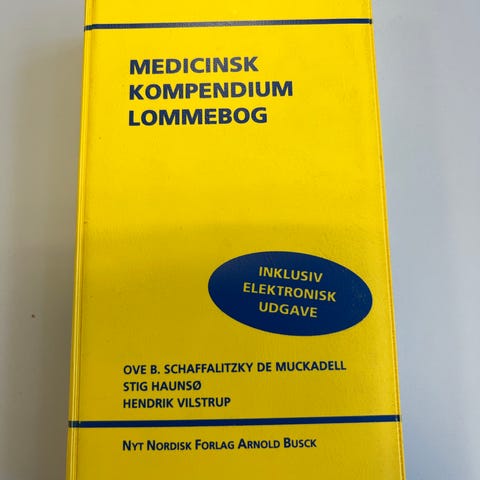 MEDICINSK
KOMPENDIUM
LOMMEBOG
INKLUSIV
ELEKTRONISK
UDGAVE
OVE B. SCHAFFALITZKY DE MUCKADELL
STIG HAUNSØ
HENDRIK VILSTRUP
NYT NORDISK FORLAG ARNOLD BUSCK